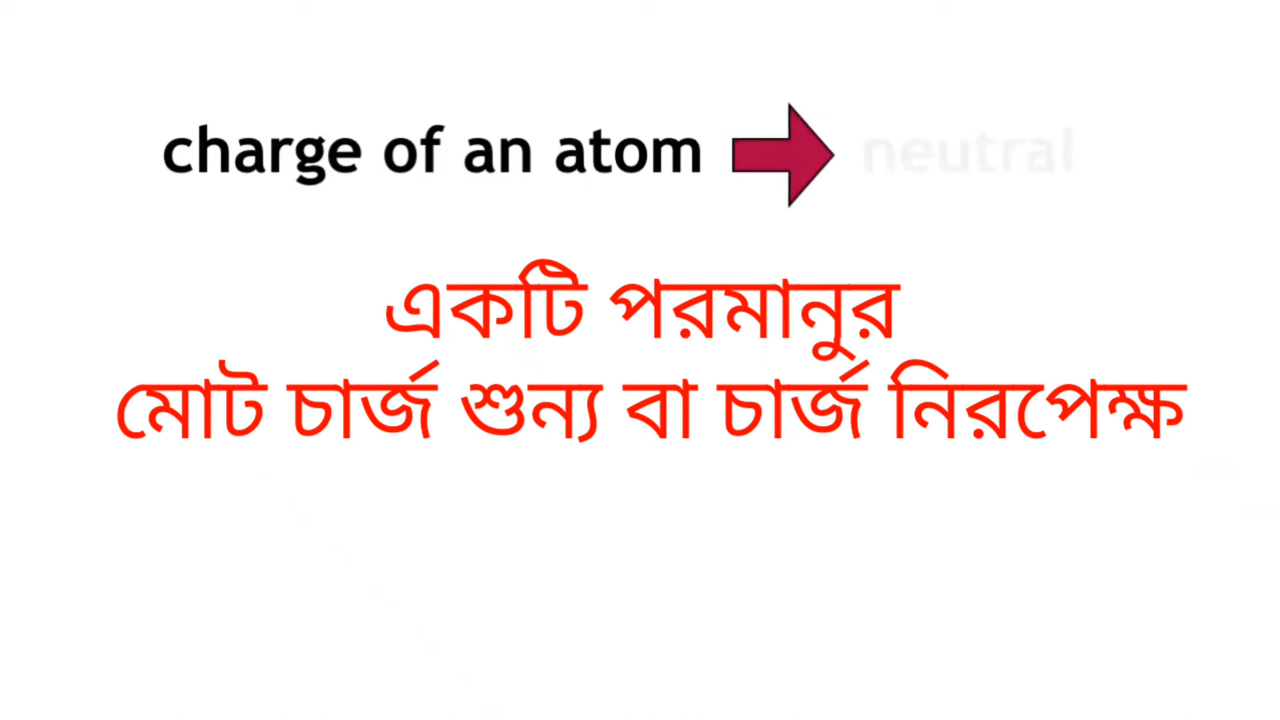 charge of an atom neutral
একটি পরমানুর
মোট চার্জ শুন্য বা চার্জ নিরপেক্ষ